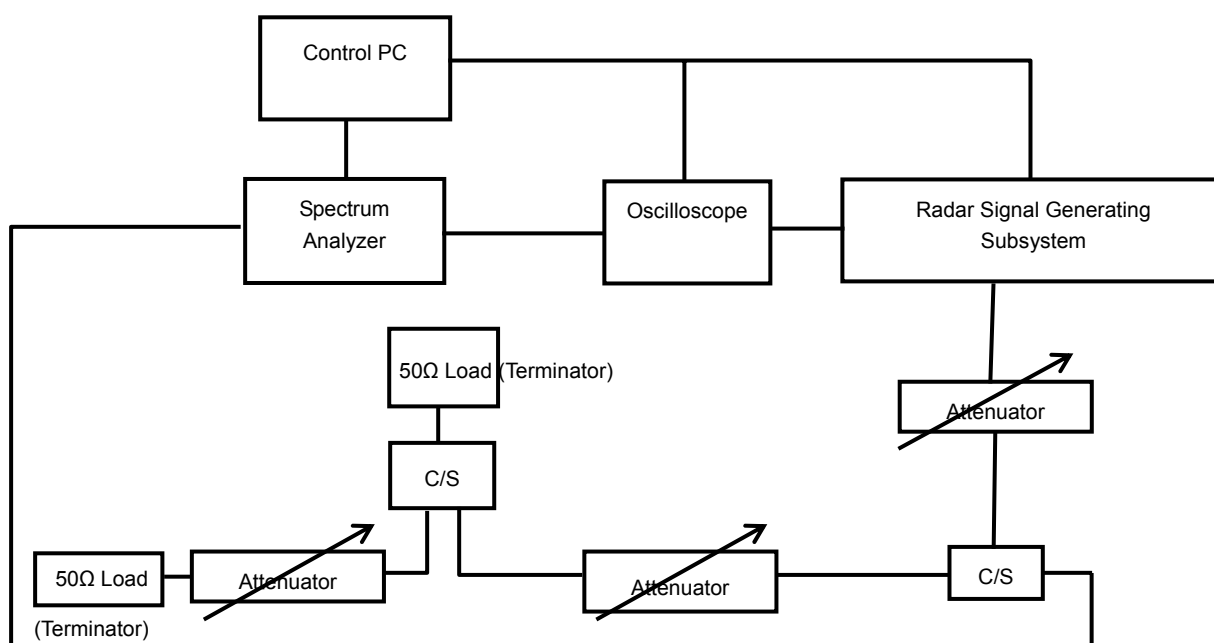 Control PC
Spectrum
Analyzer
Oscilloscope
Radar Signal Generating
Subsystem
50Ω Load (Terminator)
Attenuator
C/S
50Ω Load
(Terminator)
Attenuator
Attenuator
C/S